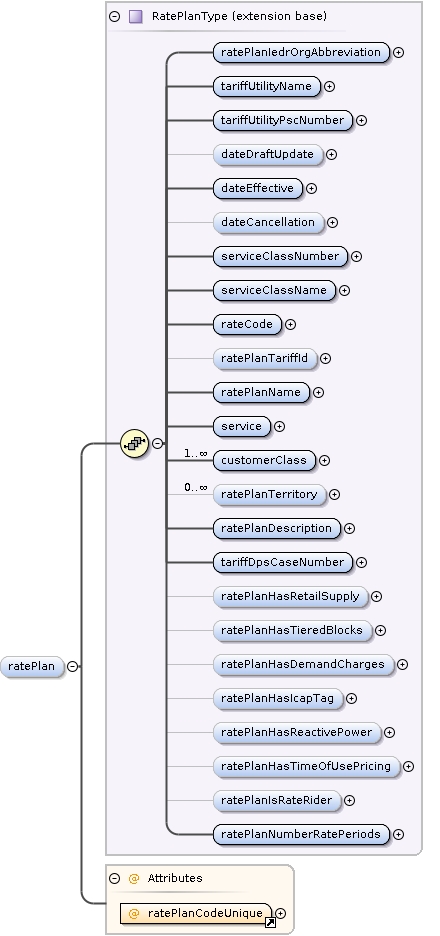 RatePlanType (extension base)
ratePlanIedrOrgAbbreviation
tariffUtilityName
tariffUtilityPscNumber
dateDraftUpdate
dateEffective
dateCancellation
serviceClassNumber
serviceClassName
rateCode
ratePlanTariffId
ratePlanName
service
1..∞ customerClass
0..∞ ratePlanTerritory
ratePlanDescription
tariffDpsCaseNumber
ratePlanHasRetailSupply
ratePlanHasTieredBlocks
ratePlan
ratePlanHasDemandCharges
ratePlanHasIcapTag
ratePlanHasReactivePower
ratePlanHasTimeOfUsePricing
ratePlanIsRateRider
ratePlanNumberRatePeriods
@ Attributes
@ ratePlanCodeUnique